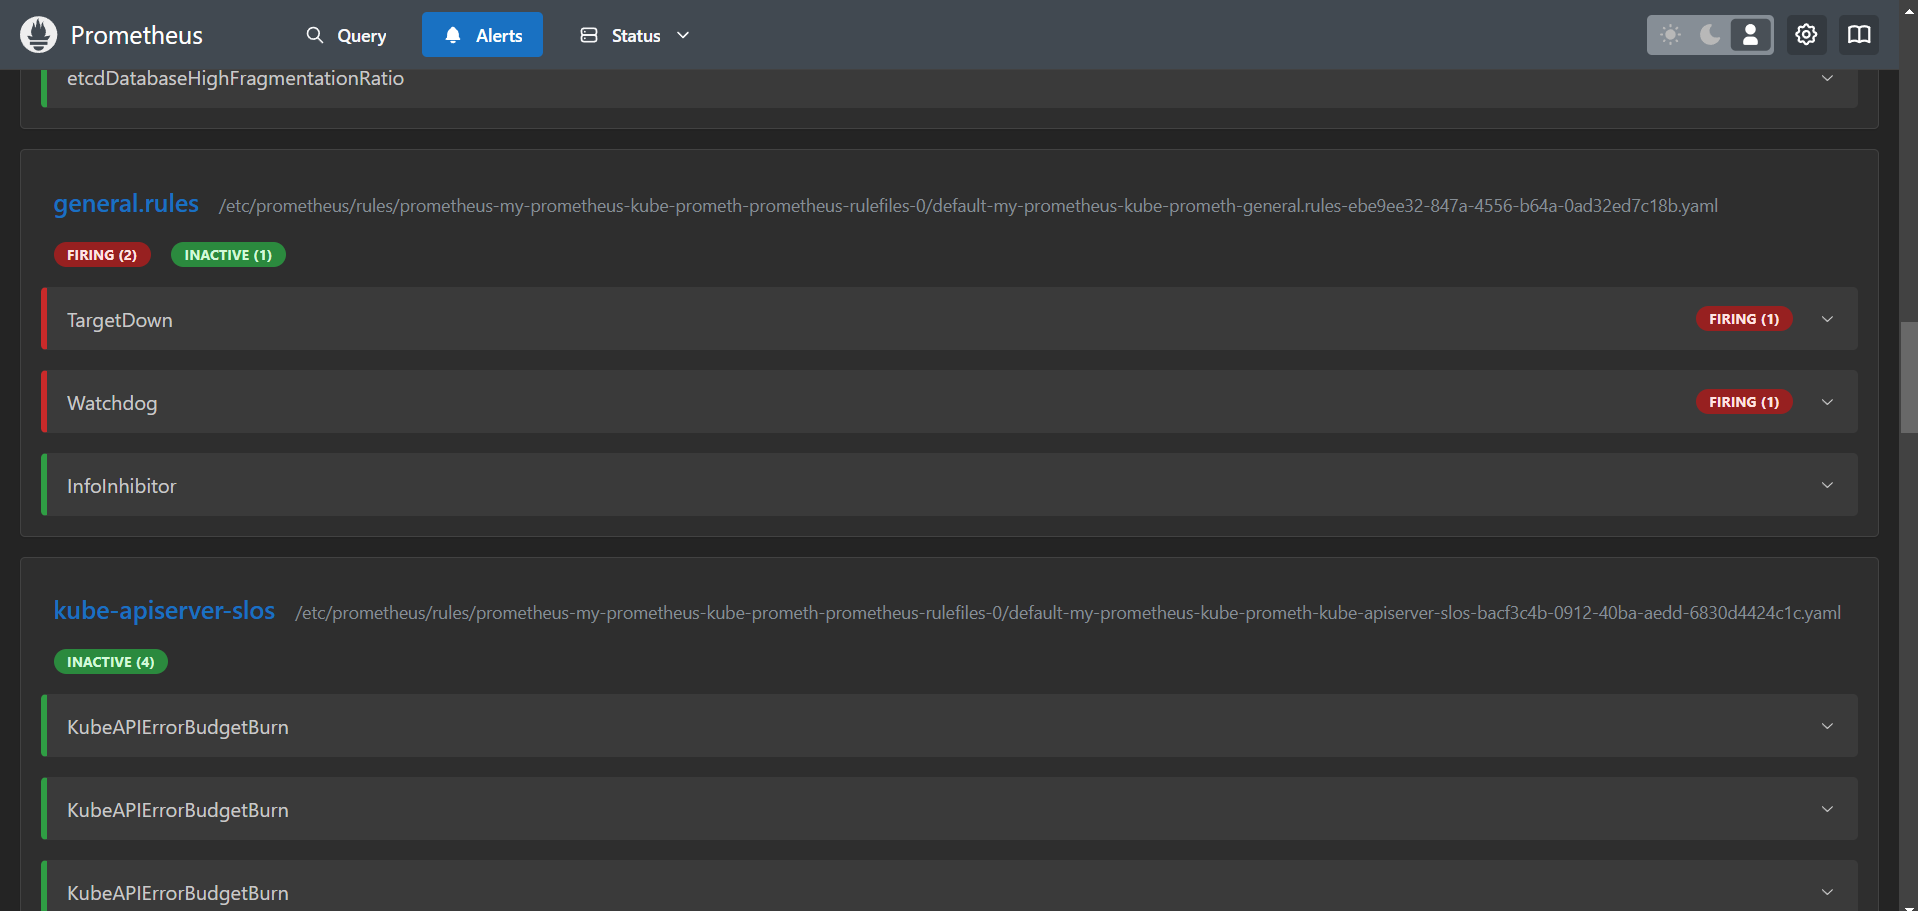 Prometheus Query Alerts Status
etcdDatabaseHighFragmentationRatio
general.rules /etc/prometheus/rules/prometheus-my-prometheus-kube-prometh-prometheus-rulefiles-0/default-my-prometheus-kube-prometh-general.rules-ebe9ee32-847a-4556-b64a-0ad32ed7c18b.yaml
FIRING (2) INACTIVE (1)
TargetDown FIRING (1)
Watchdog FIRING (1)
InfoInhibitor
kube-apiserver-slos /etc/prometheus/rules/prometheus-my-prometheus-kube-prometh-prometheus-rulefiles-0/default-my-prometheus-kube-prometh-kube-apiserver-slos-bacf3c4b-0912-40ba-aedd-6830d4424c1c.yaml
INACTIVE (4)
KubeAPIErrorBudgetBurn
KubeAPIErrorBudgetBurn
KubeAPIErrorBudgetBurn